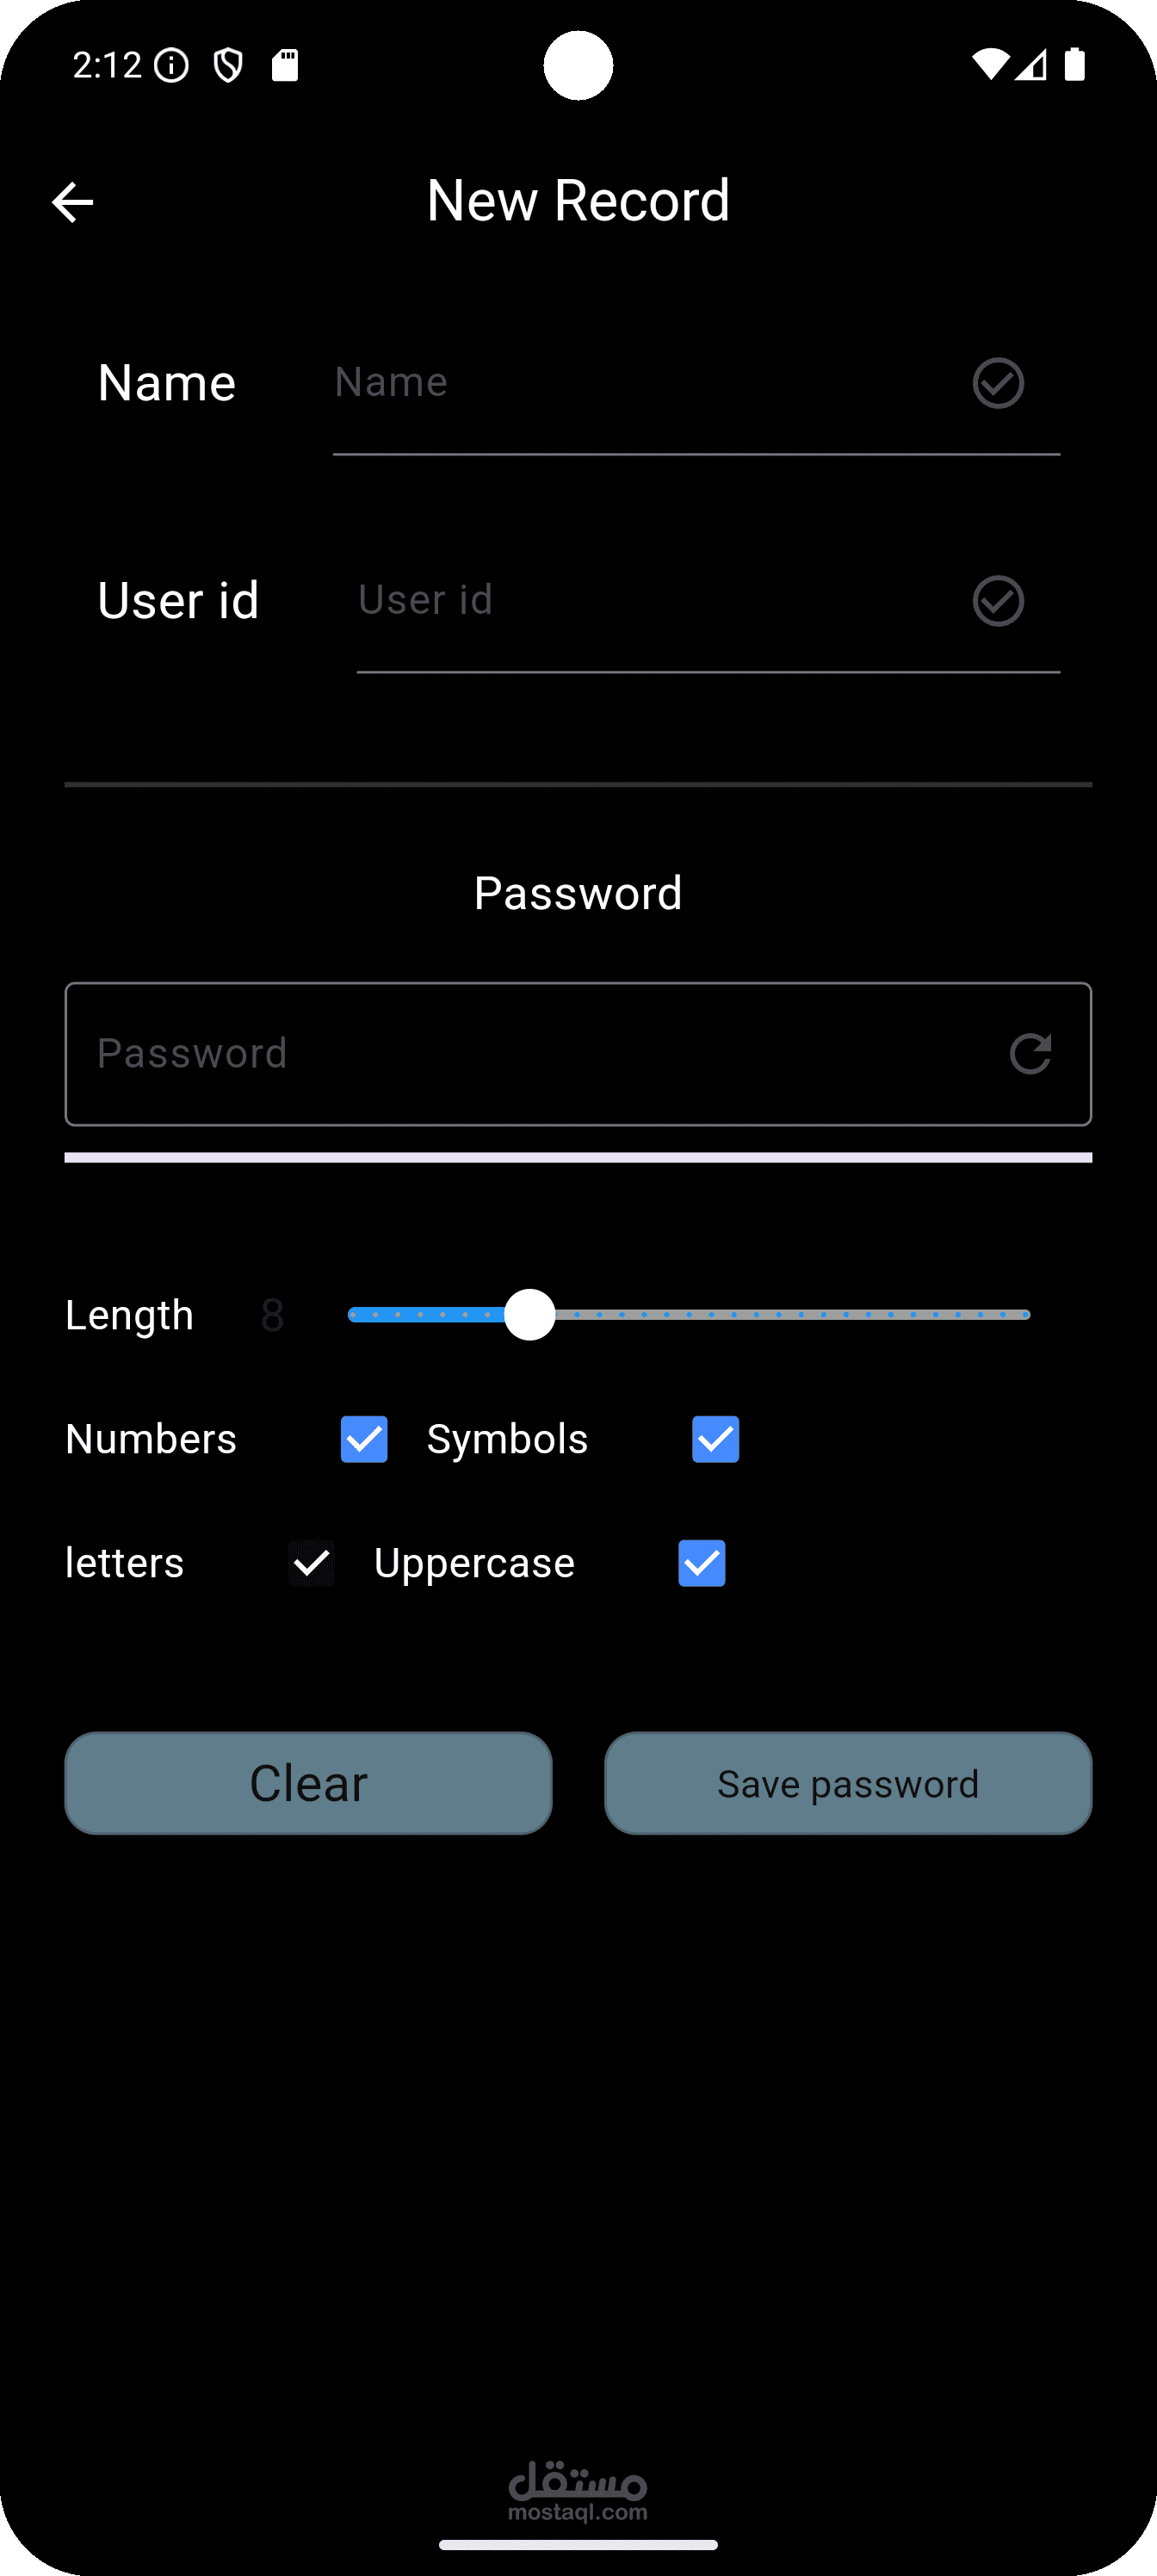 2:12
New Record
Name Name
User id User id
Password
Password
Length 8
Numbers Symbols
letters Uppercase
Clear Save password
مستقل
mostaql.com